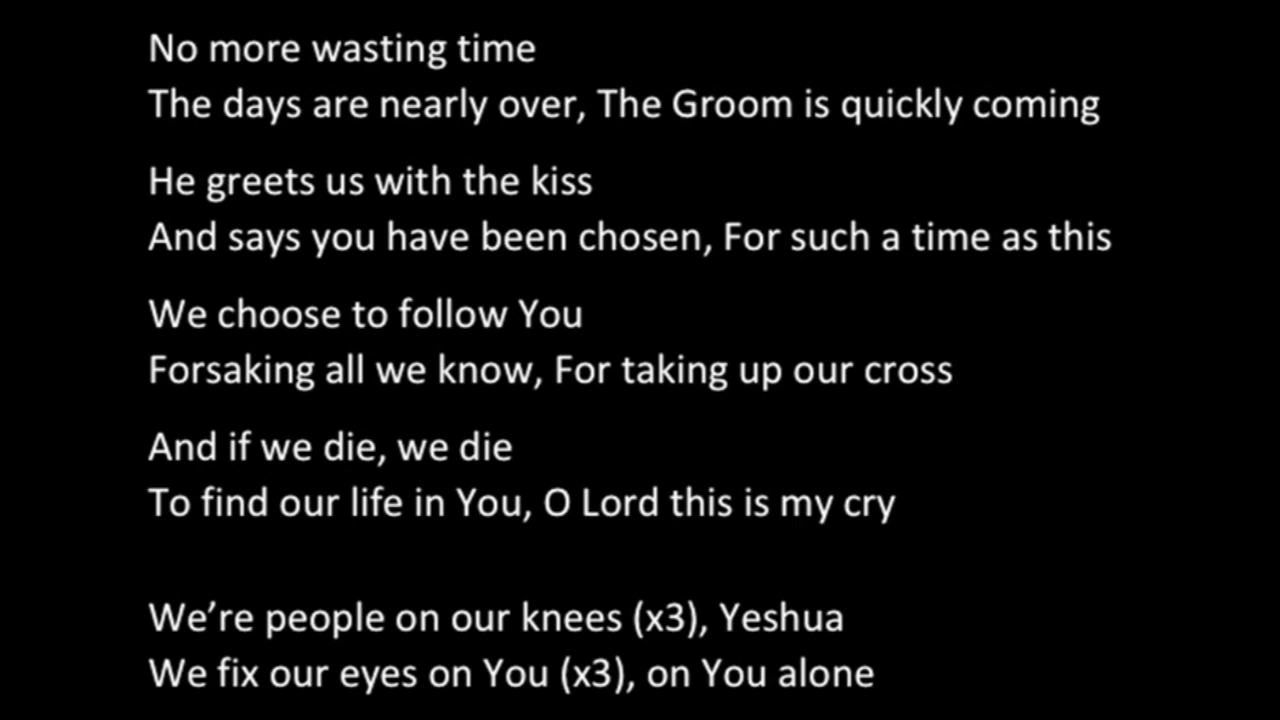 No more wasting time
The days are nearly over, The Groom is quickly coming
He greets us with the kiss
And says you have been chosen, For such a time as this
We choose to follow You
Forsaking all we know, For taking up our cross
And if we die, we die
To find our life in You, O Lord this is my cry
We’re people on our knees (x3), Yeshua
We fix our eyes on You (x3), on You alone